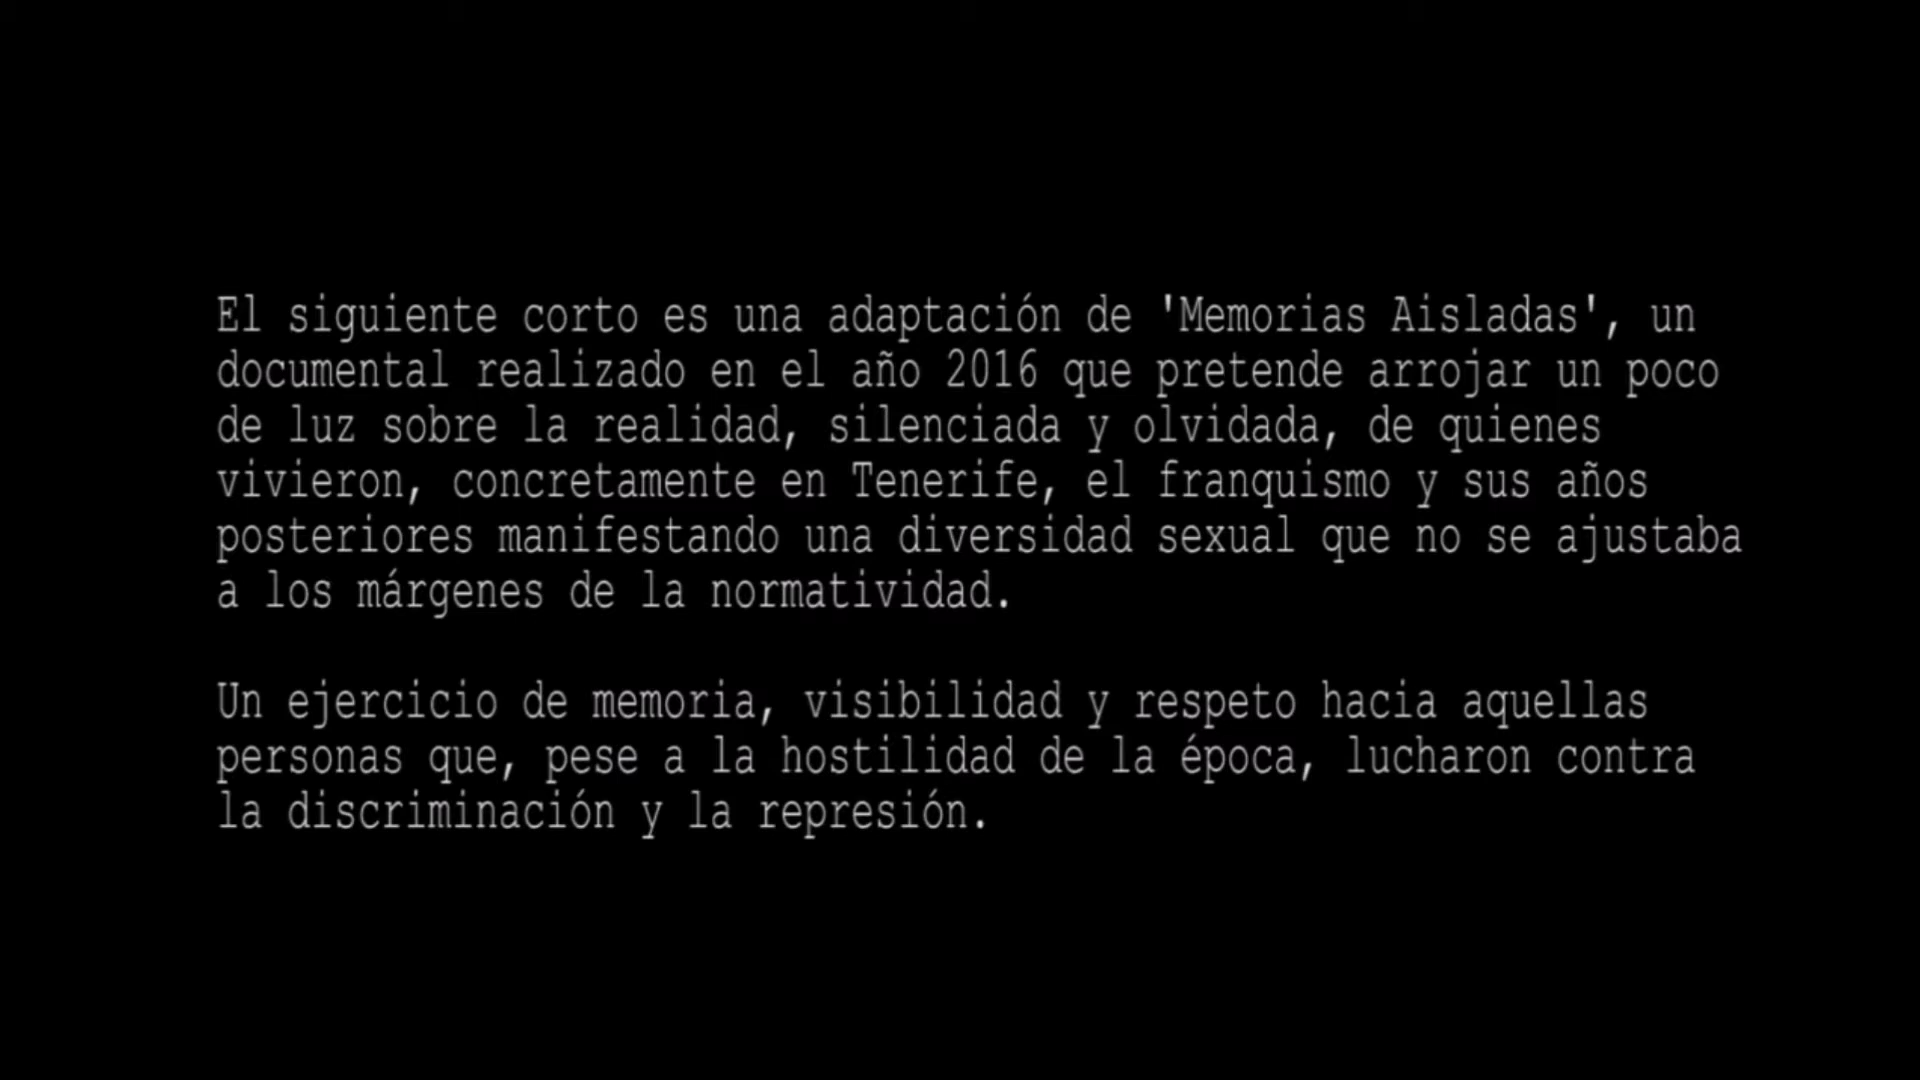 El siguiente corto es una adaptación de 'Memorias Aisladas', un
documental realizado en el año 2016 que pretende arrojar un poco
de luz sobre la realidad, silenciada y olvidada, de quienes
vivieron, concretamente en Tenerife, el franquismo y sus años
posteriores manifestando una diversidad sexual que no se ajustaba
a los márgenes de la normatividad.
Un ejercicio de memoria, visibilidad y respeto hacia aquellas
personas que, pese a la hostilidad de la época, lucharon contra
la discriminación y la represión.